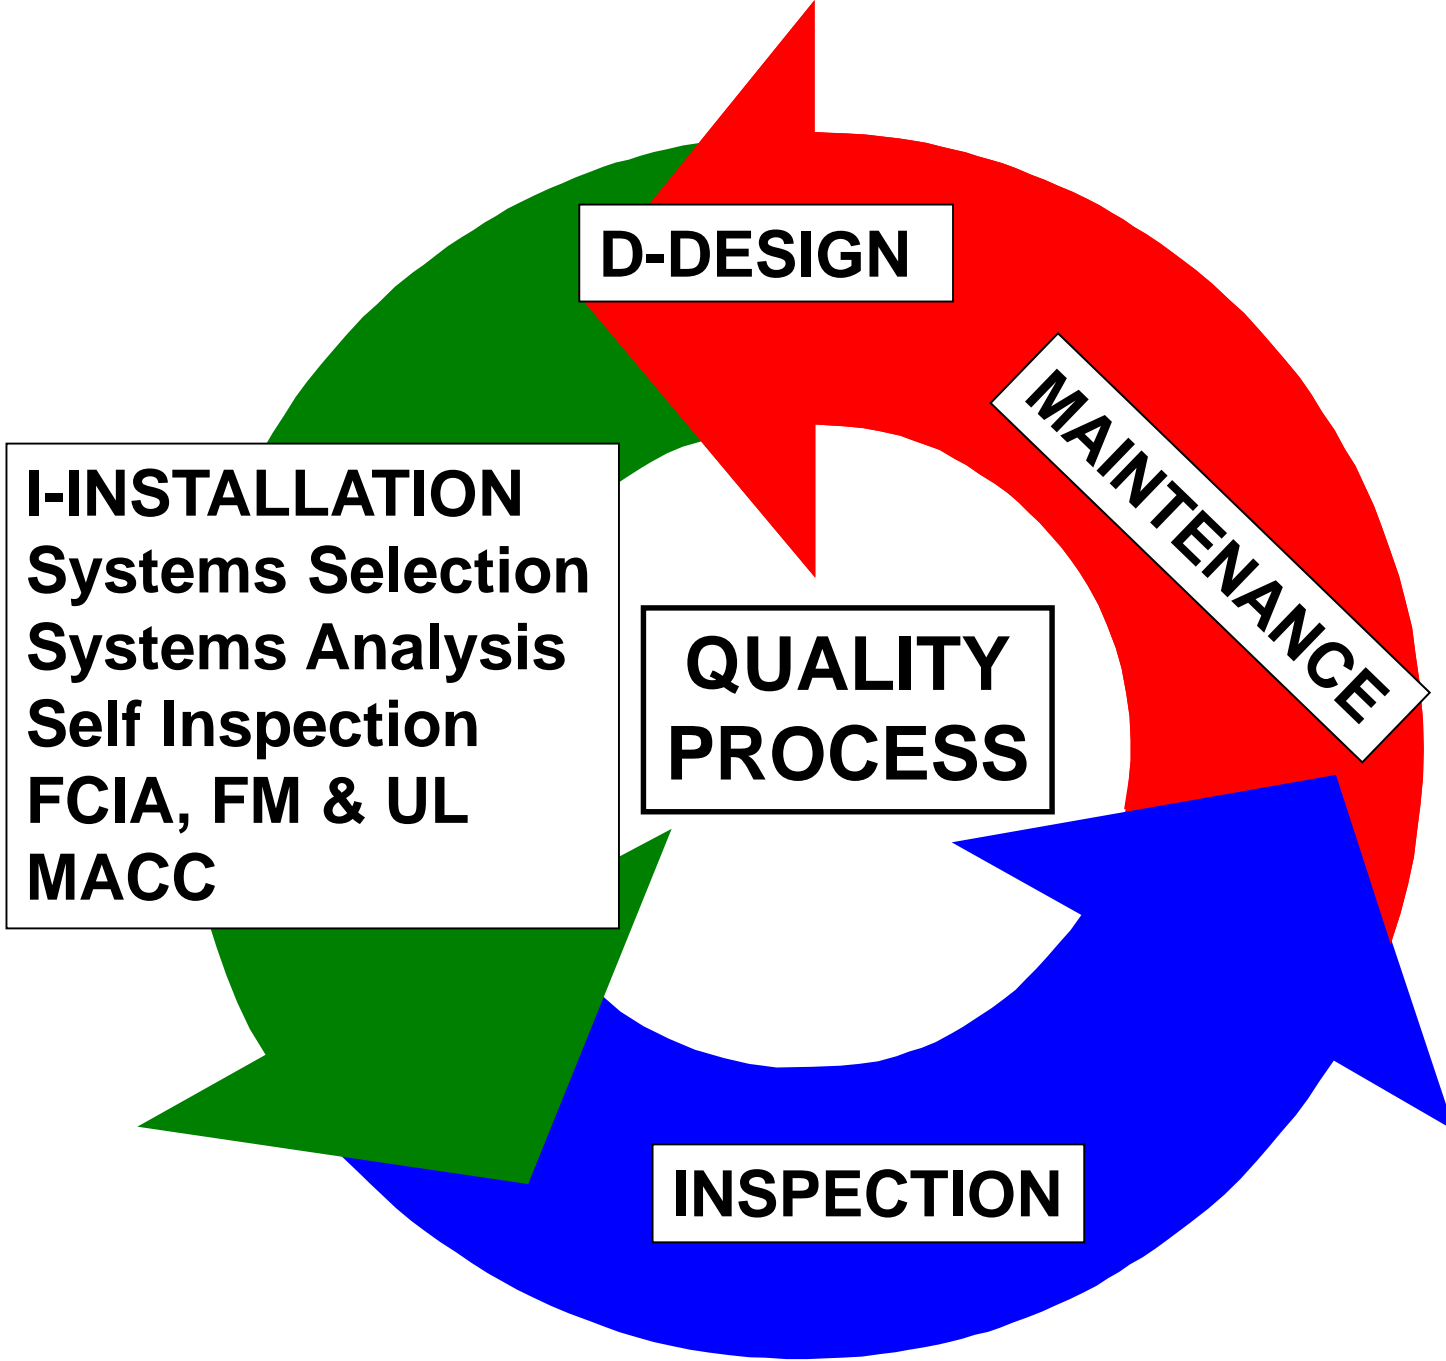 D-DESIGN
MAINTENANCE
I-INSTALLATION
Systems Selection
Systems Analysis
Self Inspection
FCIA, FM & UL
MACC
QUALITY
PROCESS
INSPECTION